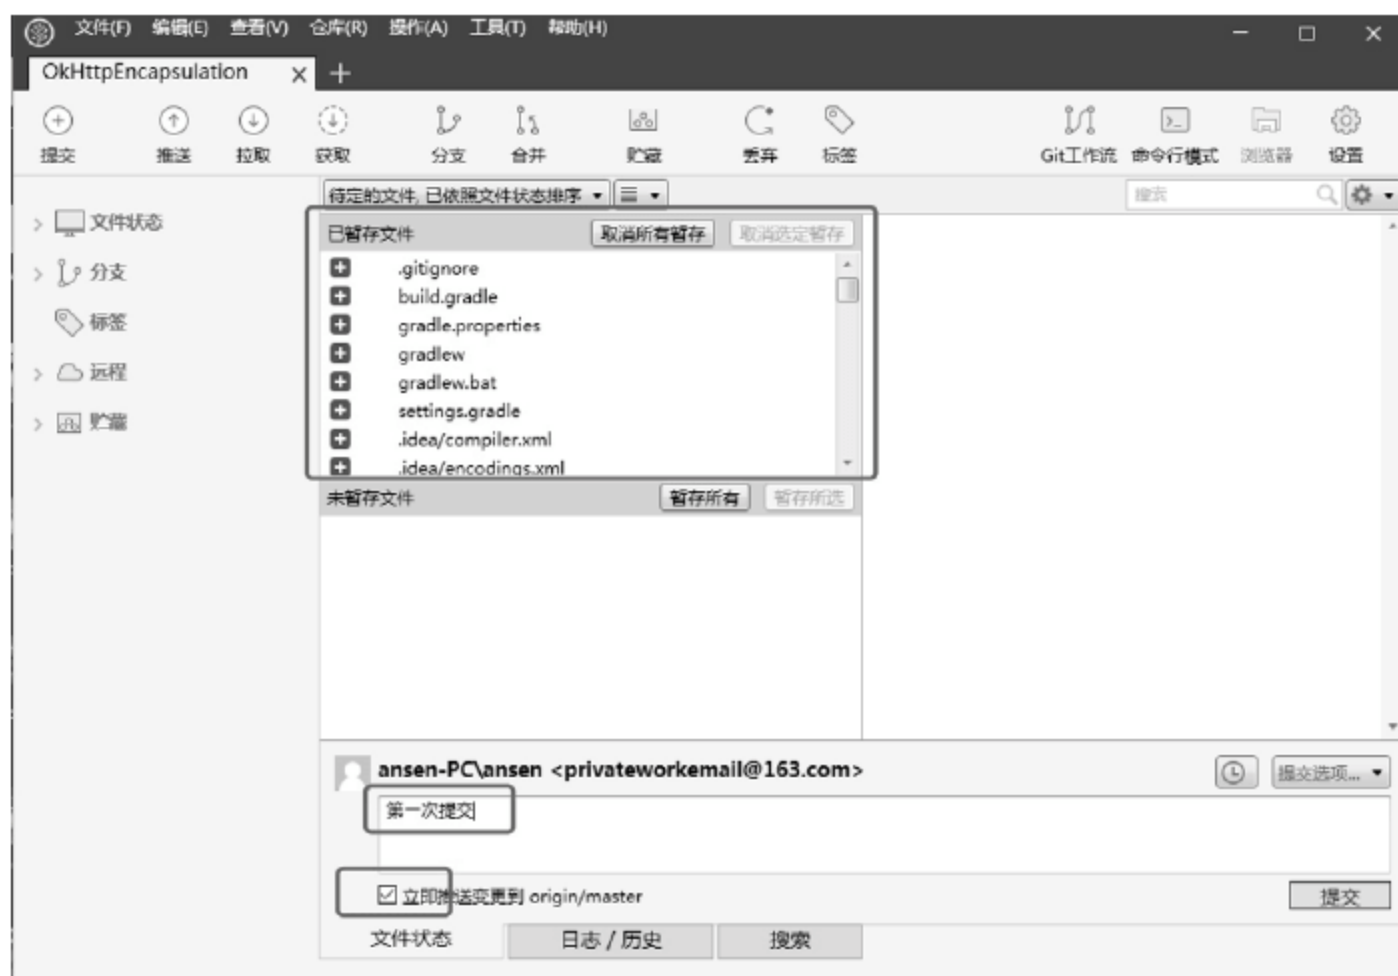 文件(F) 编辑(E) 查看(V) 仓库(R) 操作(A) 工具(T) 帮助(H)
OkHttpEncapsulation
提交 推送 拉取 获取 分支 合并 贮藏 丢弃 标签 Git工作流 命令行模式 浏览器 设置
待定的文件, 已依照文件状态排序 搜索
文件状态
分支
标签
远程
贮藏
已暂存文件 取消所有暂存 取消选定暂存
.gitignore
build.gradle
gradle.properties
gradlew
gradlew.bat
settings.gradle
.idea/compiler.xml
.idea/encodings.xml
未暂存文件 暂存所有 暂存所选
ansen-PC\ansen <privateworkemail@163.com> 提交选项...
第一次提交
立即推送变更到 origin/master 提交
文件状态 日志 / 历史 搜索